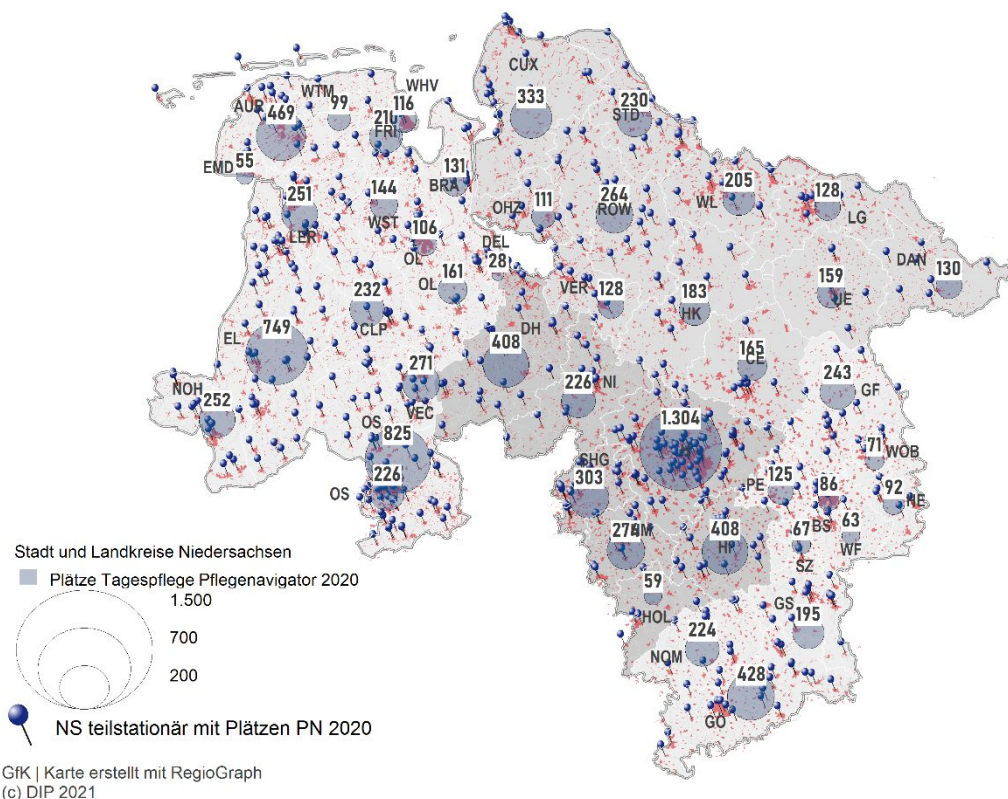 CUX
333
WTM
WHV
AUR
469
99
116
210
FRI
230
STD
EMD
55
131
BRA
251
LER
144
WST
OHZ
111
264
ROW
WL
205
128
LG
106
OL
DEL
28
DAN
130
OL
161
VER
128
183
HK
159
UE
232
CLP
EL
749
DH
408
165
CE
NOH
252
271
VEC
226
NI
243
GF
OS
825
1.304
71
WOB
SHG
303
OS
226
PE
125
86
BS
92
HE
67
SZ
63
WF
408
HI
59
HOL
GS
195
NOM
224
428
GÖ
Stadt und Landkreise Niedersachsen
Plätze Tagespflege Pflegenavigator 2020
1.500
700
200
NS teilstationär mit Plätzen PN 2020
GfK | Karte erstellt mit RegioGraph
(c) DIP 2021